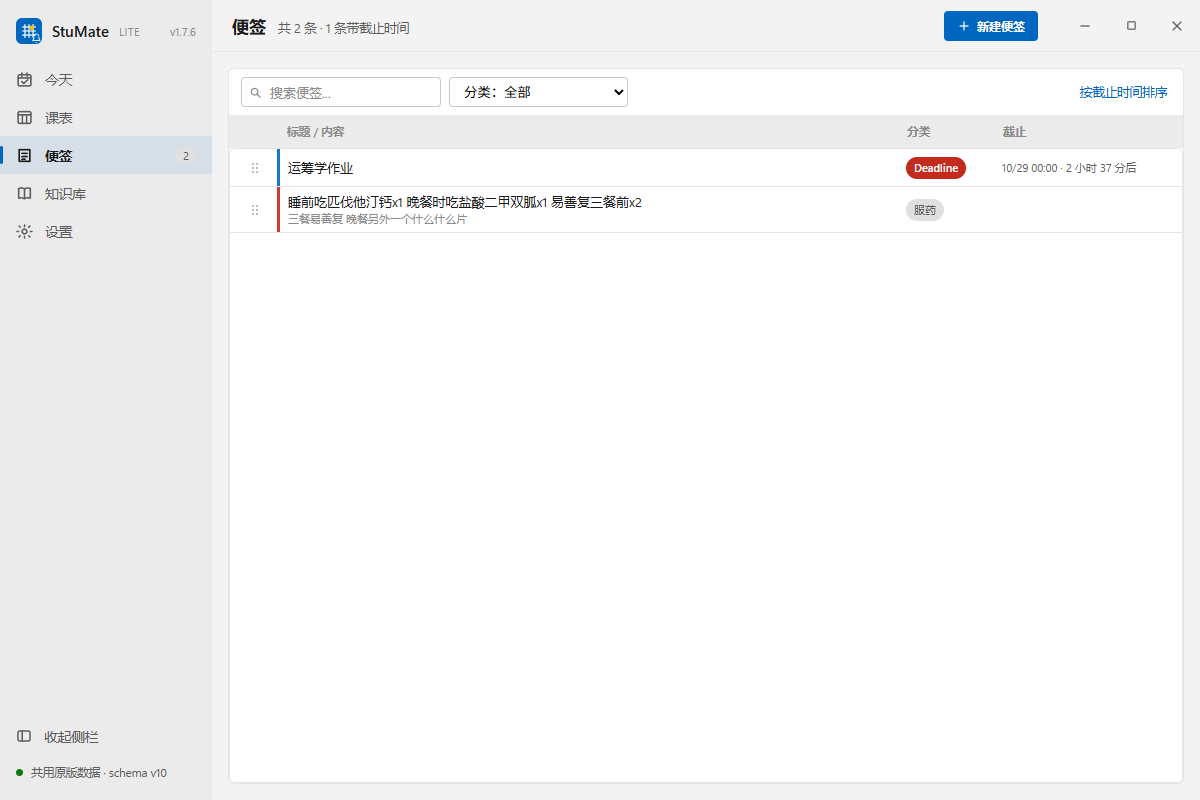 StuMate LITE v1.7.6
今天
课表
便签 2
知识库
设置
收起侧栏
共用原版数据 · schema v10
便签 共 2 条 · 1 条带截止时间
+ 新建便签
搜索便签...
分类：全部
按截止时间排序
标题 / 内容 分类 截止
运筹学作业 Deadline 10/29 00:00 · 2 小时 37 分后
睡前吃匹伐他汀钙x1 晚餐时吃盐酸二甲双胍x1 易善复三餐前x2 服药
三餐易善复 晚餐另外一个什么什么片